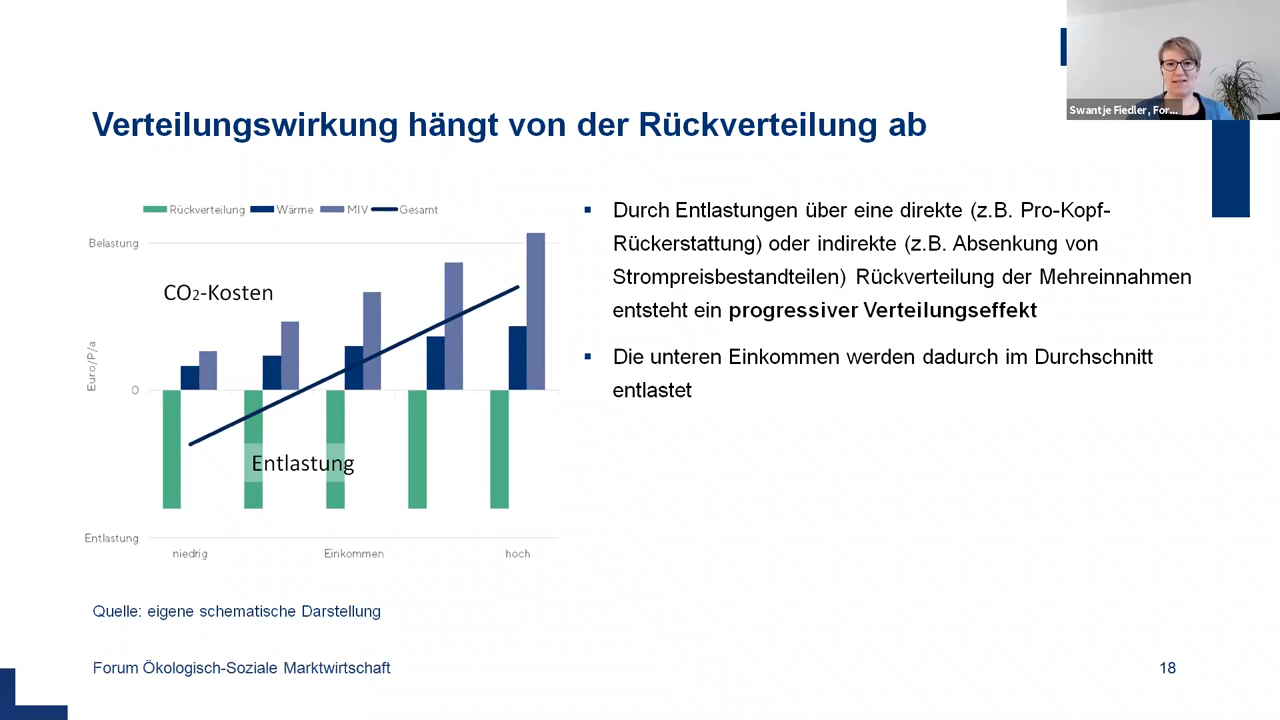 Swantje Fiedler, For...
Verteilungswirkung hängt von der Rückverteilung ab
Rückverteilung Wärme MIV Gesamt
Belastung
CO2-Kosten
Euro/P/a
0
Entlastung
Entlastung
niedrig Einkommen hoch
▪ Durch Entlastungen über eine direkte (z.B. Pro-Kopf-
Rückerstattung) oder indirekte (z.B. Absenkung von
Strompreisbestandteilen) Rückverteilung der Mehreinnahmen
entsteht ein progressiver Verteilungseffekt
▪ Die unteren Einkommen werden dadurch im Durchschnitt
entlastet
Quelle: eigene schematische Darstellung
Forum Ökologisch-Soziale Marktwirtschaft
18